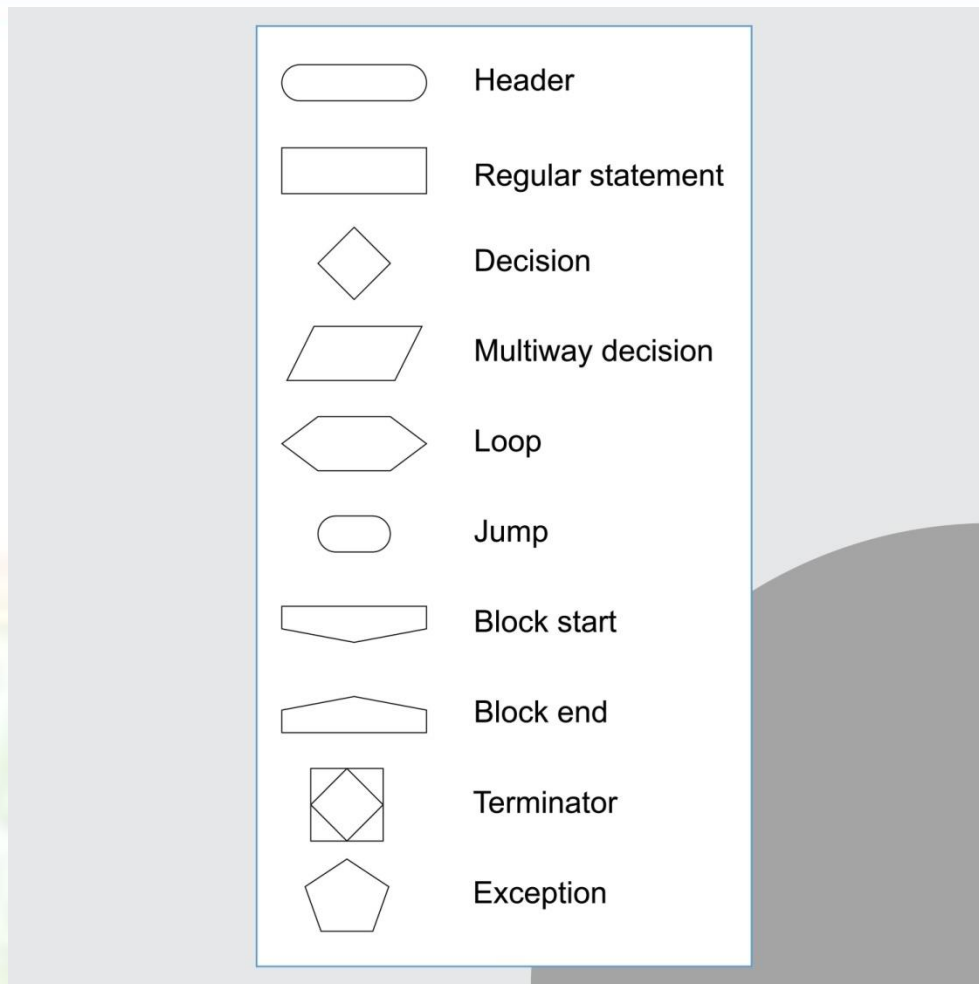 Header
Regular statement
Decision
Multiway decision
Loop
Jump
Block start
Block end
Terminator
Exception